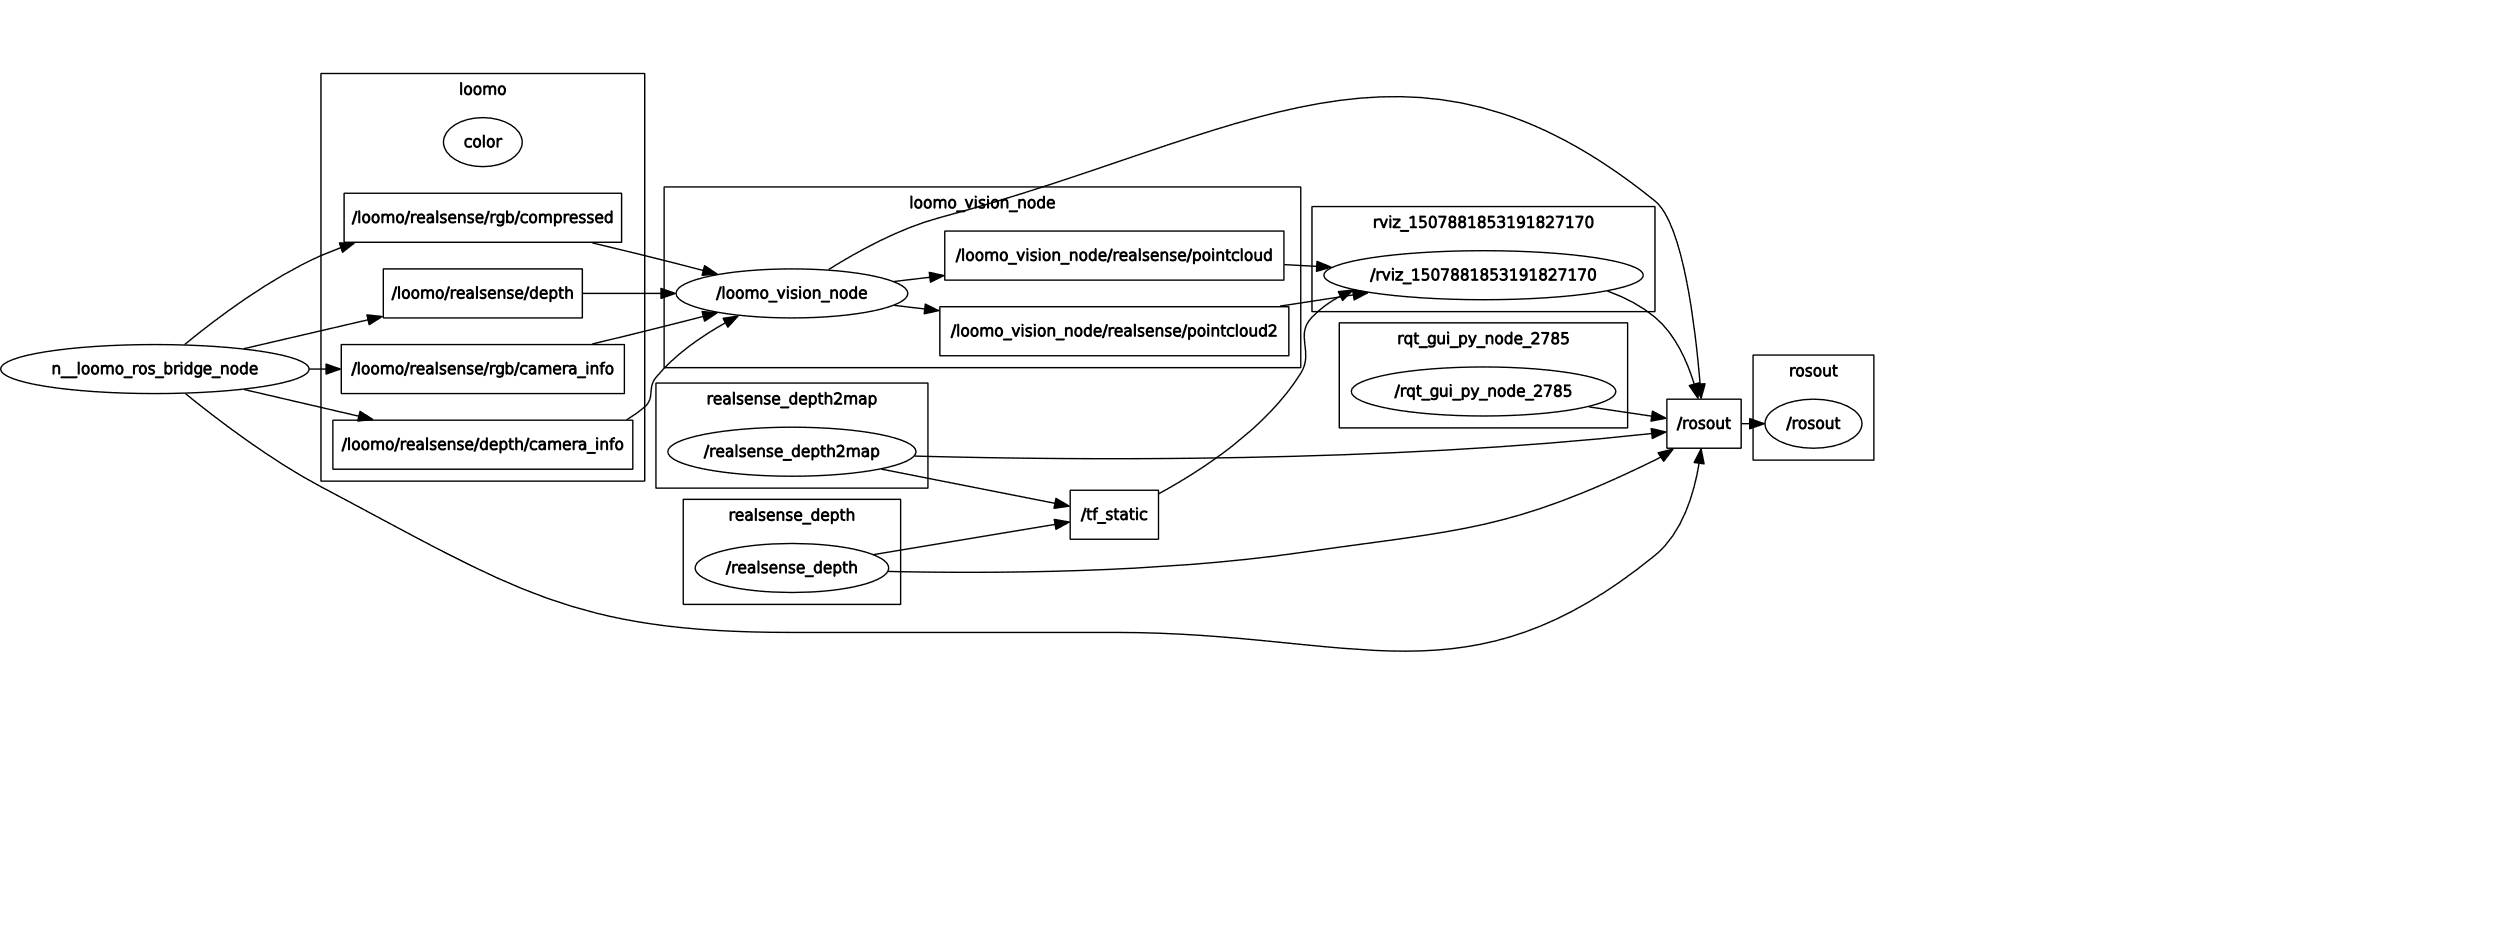 loomo
color
/loomo/realsense/rgb/compressed
/loomo/realsense/depth
n__loomo_ros_bridge_node
/loomo/realsense/rgb/camera_info
/loomo/realsense/depth/camera_info
loomo_vision_node
/loomo_vision_node
/loomo_vision_node/realsense/pointcloud
/loomo_vision_node/realsense/pointcloud2
realsense_depth2map
/realsense_depth2map
realsense_depth
/realsense_depth
/tf_static
rviz_1507881853191827170
/rviz_1507881853191827170
rqt_gui_py_node_2785
/rqt_gui_py_node_2785
/rosout
rosout
/rosout